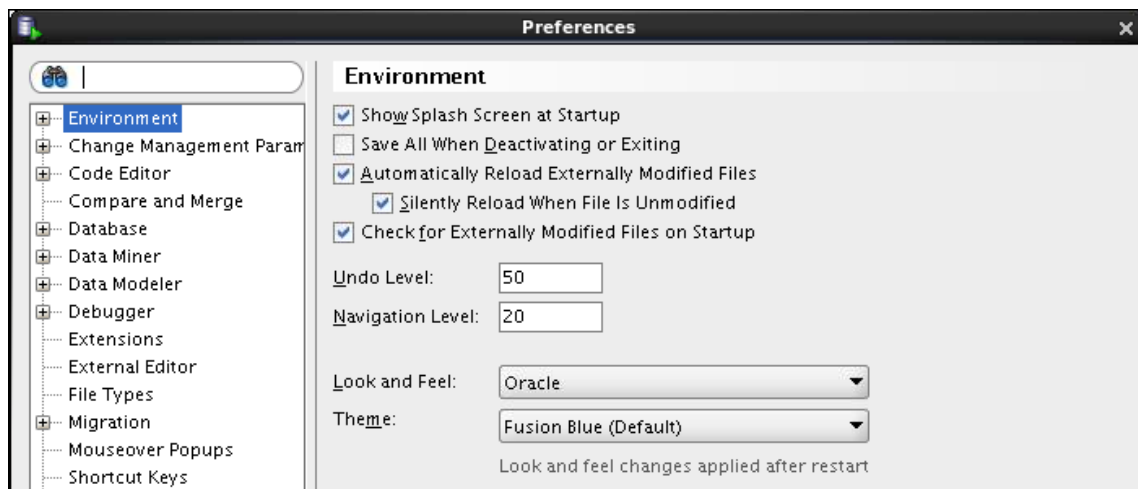 Preferences
Environment
Change Management Param
Code Editor
Compare and Merge
Database
Data Miner
Data Modeler
Debugger
Extensions
External Editor
File Types
Migration
Mouseover Popups
Shortcut Keys
Environment
Show Splash Screen at Startup
Save All When Deactivating or Exiting
Automatically Reload Externally Modified Files
Silently Reload When File Is Unmodified
Check for Externally Modified Files on Startup
Undo Level: 50
Navigation Level: 20
Look and Feel: Oracle
Theme: Fusion Blue (Default)
Look and feel changes applied after restart